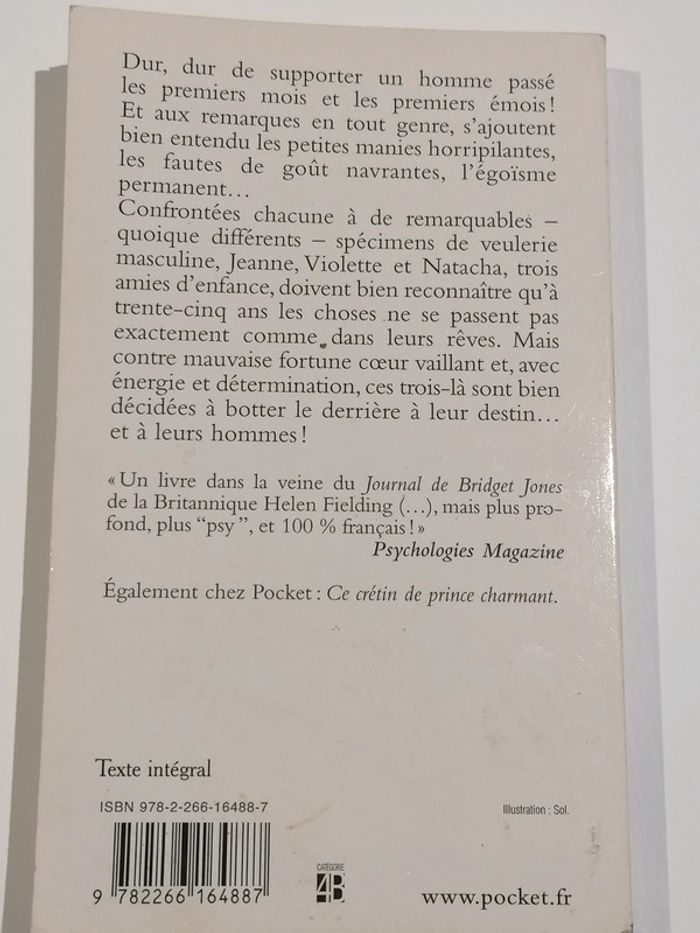 Dur, dur de supporter un homme passé
les premiers mois et les premiers émois !
Et aux remarques en tout genre, s'ajoutent
bien entendu les petites manies horripilantes,
les fautes de goût navrantes, l'égoïsme
permanent…
Confrontées chacune à de remarquables –
quoique différents – spécimens de veulerie
masculine, Jeanne, Violette et Natacha, trois
amies d'enfance, doivent bien reconnaître qu'à
trente-cinq ans les choses ne se passent pas
exactement comme dans leurs rêves. Mais
contre mauvaise fortune cœur vaillant et, avec
énergie et détermination, ces trois-là sont bien
décidées à botter le derrière à leur destin…
et à leurs hommes !
« Un livre dans la veine du Journal de Bridget Jones
de la Britannique Helen Fielding (…), mais plus pro-
fond, plus “psy”, et 100 % français ! »
Psychologies Magazine
Également chez Pocket : Ce crétin de prince charmant.
Texte intégral
ISBN 978-2-266-16488-7
Illustration : Sol.
9 782266 164887
CATÉGORIE
4B
www.pocket.fr